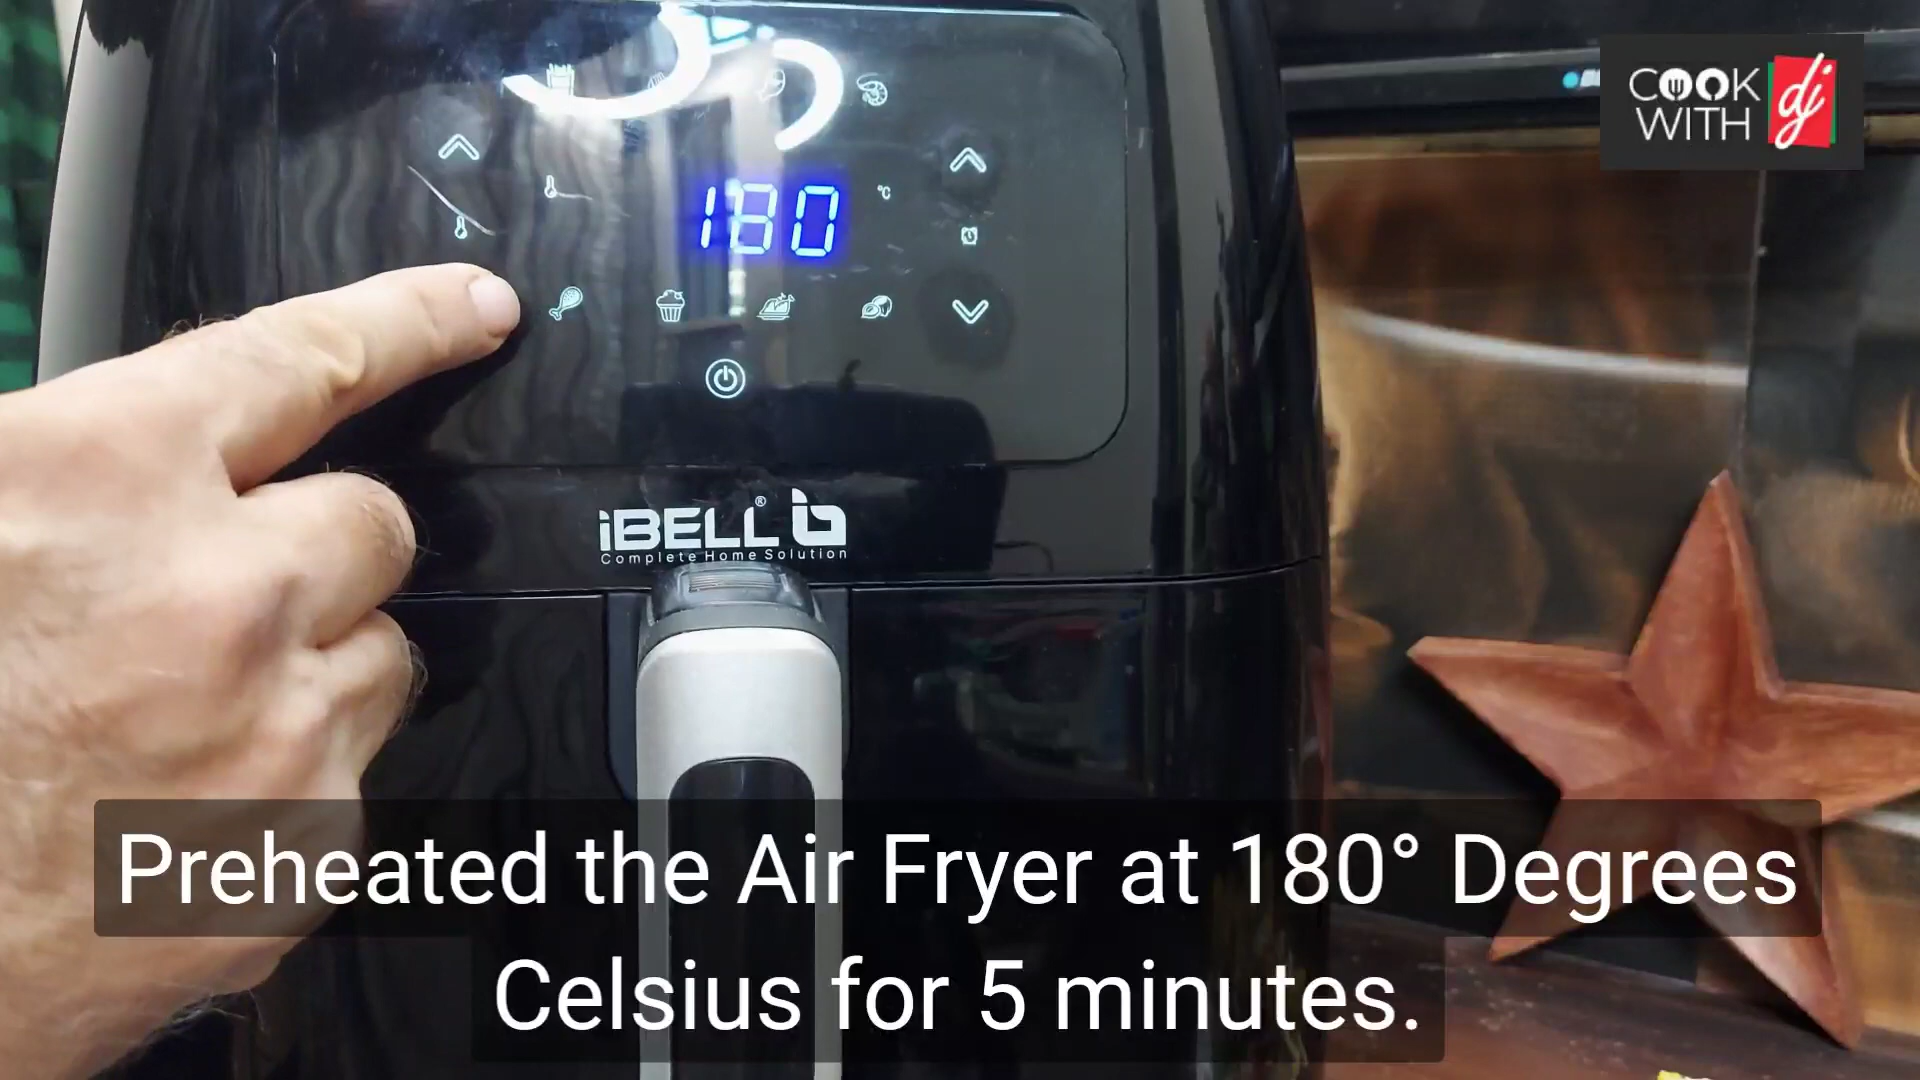 COOK
WITH dj
180
°C
iBELL®
Complete Home Solution
Preheated the Air Fryer at 180° Degrees
Celsius for 5 minutes.